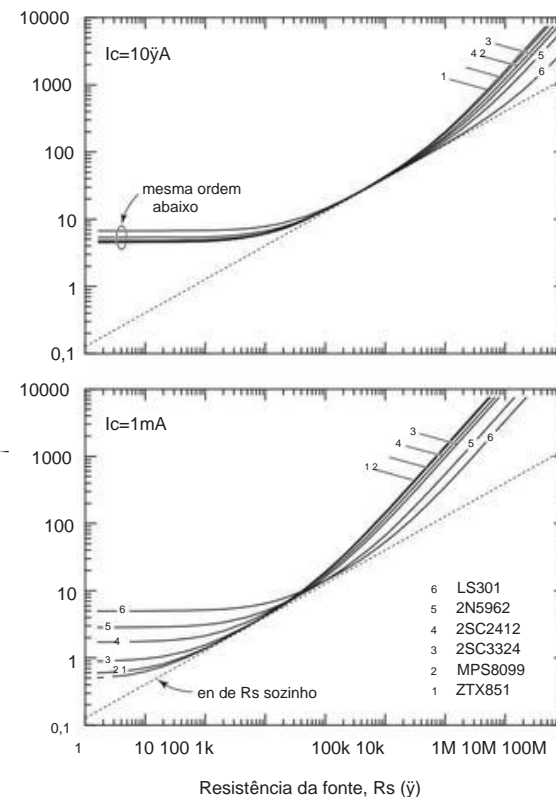 10000
Ic=10ÿA
1000
100
10
1
0,1
mesma ordem
abaixo
3
4 2
5
1
6
10000
Ic=1mA
1000
100
10
1
0,1
3
4
5
6
1 2
6
5
4
3
2 1
en de Rs sozinho
6 LS301
5 2N5962
4 2SC2412
3 2SC3324
2 MPS8099
1 ZTX851
1 10 100 1k 100k 10k 1M 10M 100M
Resistência da fonte, Rs (ÿ)